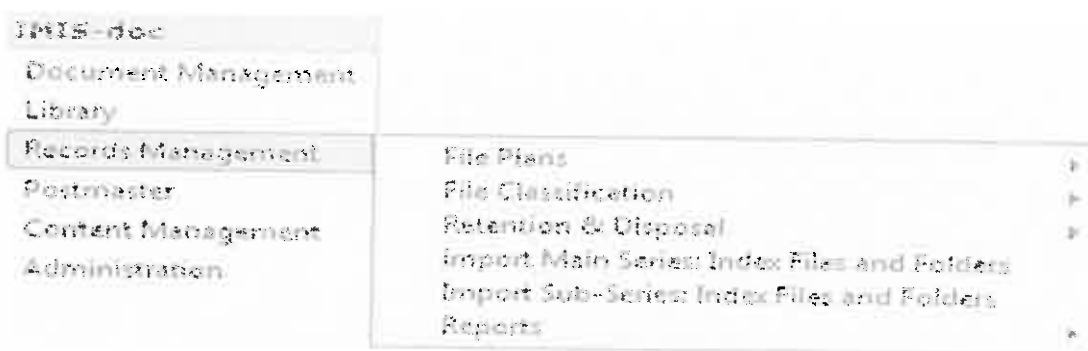 IMIS-doc
Document Management
Library
Records Management
Postmaster
Content Management
Administration
File Plans
File Classification
Retention & Disposal
Import Main Series: Index Files and Folders
Import Sub-Series: Index Files and Folders
Reports